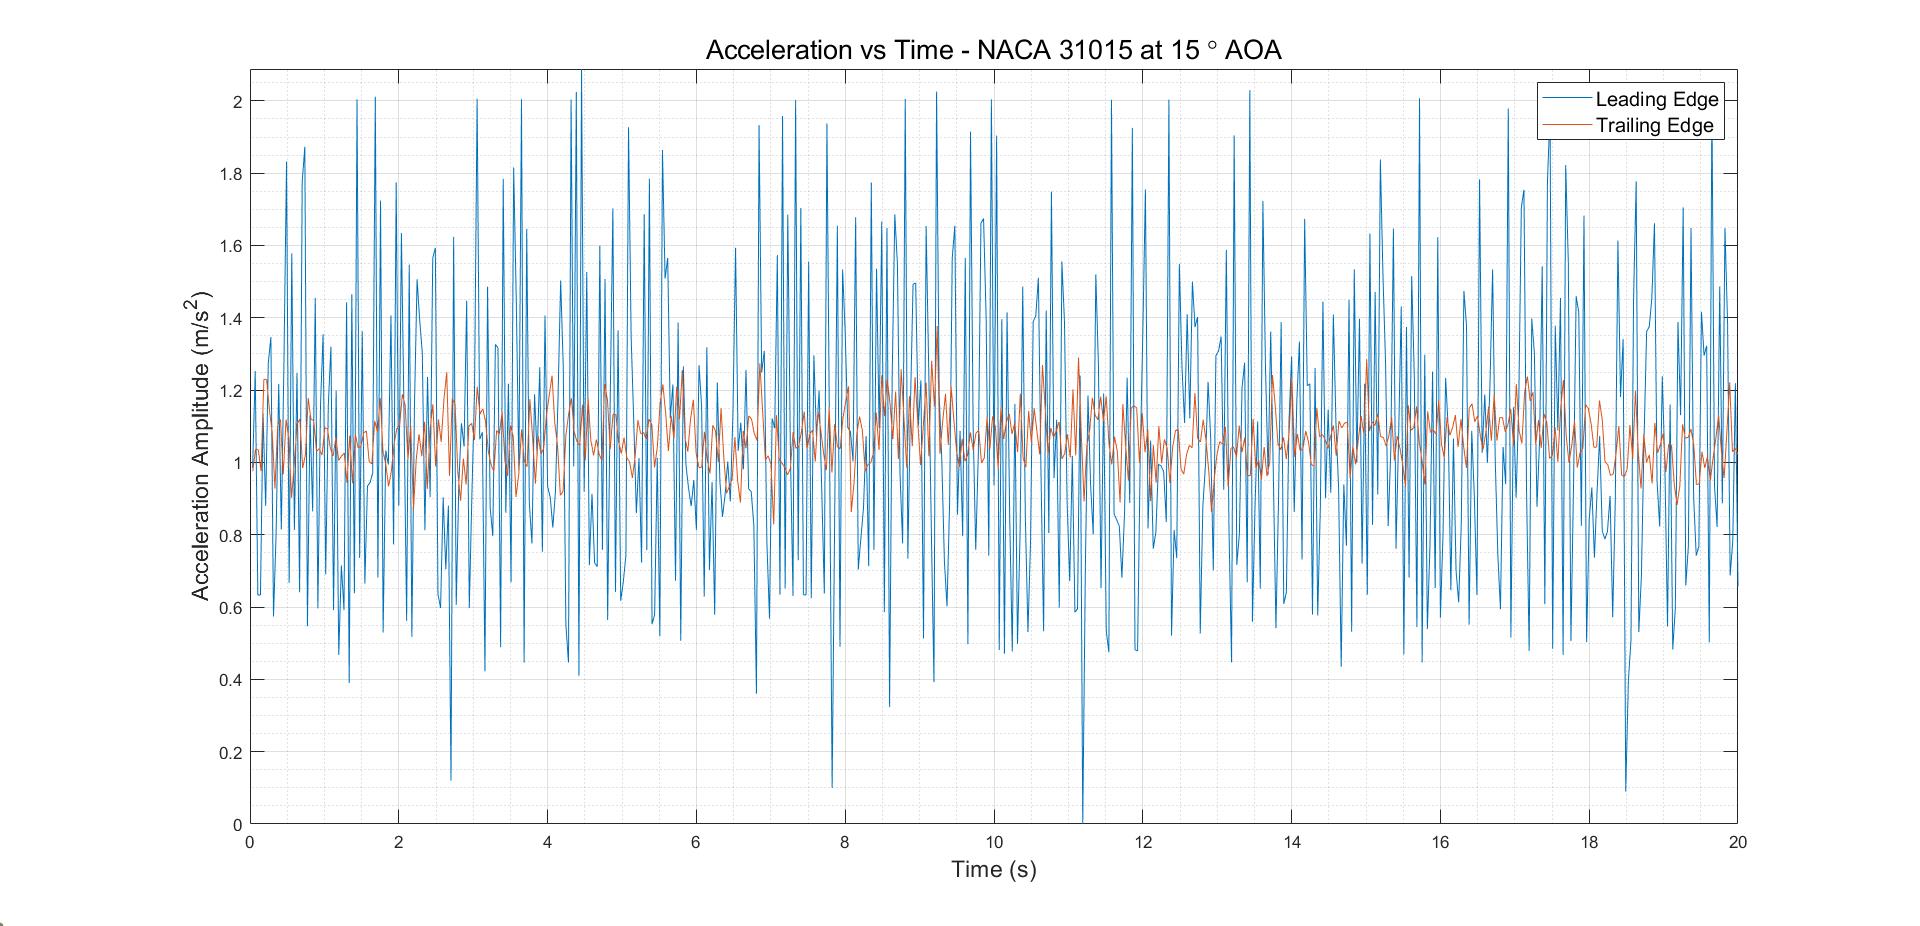 Acceleration vs Time - NACA 31015 at 15 ° AOA
Leading Edge
Trailing Edge
Acceleration Amplitude (m/s²)
2
1.8
1.6
1.4
1.2
1
0.8
0.6
0.4
0.2
0
0 2 4 6 8 10 12 14 16 18 20
Time (s)